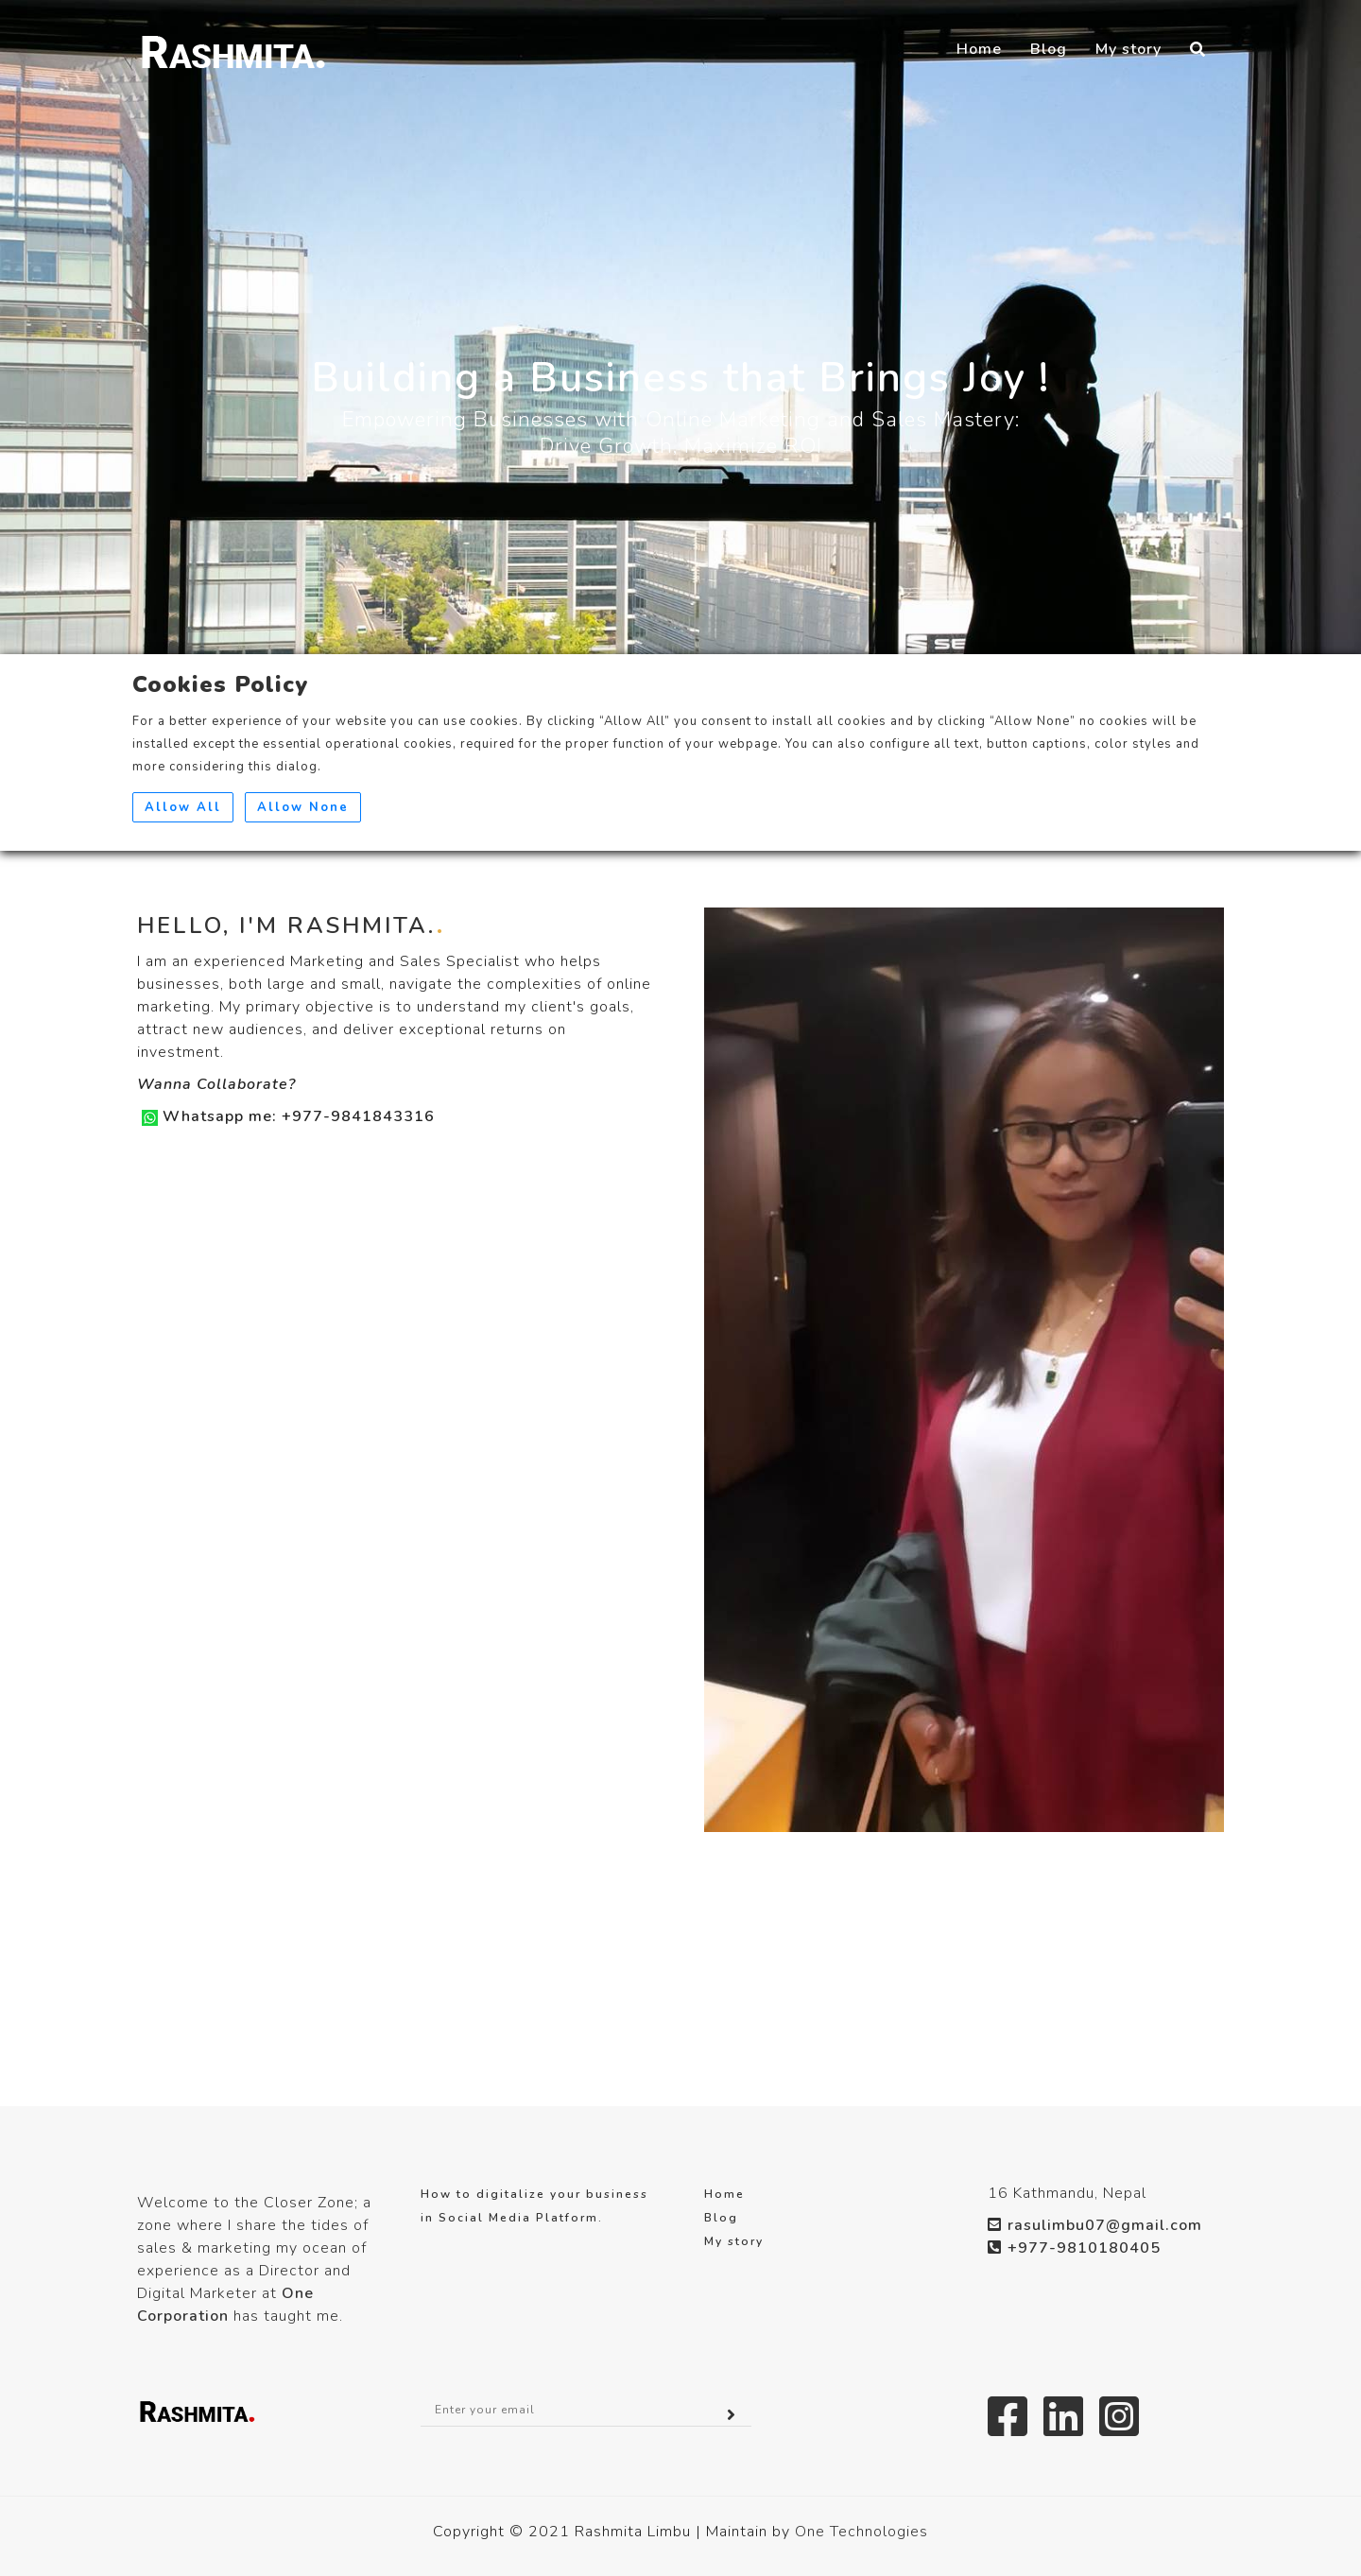 RASHMITA.
Home Blog My story
Building a Business that Brings Joy !
Empowering Businesses with Online Marketing and Sales Mastery:
Drive Growth, Maximize ROI
SE
Cookies Policy
For a better experience of your website you can use cookies. By clicking “Allow All” you consent to install all cookies and by clicking “Allow None” no cookies will be
installed except the essential operational cookies, required for the proper function of your webpage. You can also configure all text, button captions, color styles and
more considering this dialog.
Allow All Allow None
HELLO, I'M RASHMITA..
I am an experienced Marketing and Sales Specialist who helps
businesses, both large and small, navigate the complexities of online
marketing. My primary objective is to understand my client's goals,
attract new audiences, and deliver exceptional returns on
investment.
Wanna Collaborate?
Whatsapp me: +977-9841843316
Welcome to the Closer Zone; a
zone where I share the tides of
sales & marketing my ocean of
experience as a Director and
Digital Marketer at One
Corporation has taught me.
How to digitalize your business
in Social Media Platform.
Home
Blog
My story
16 Kathmandu, Nepal
rasulimbu07@gmail.com
+977-9810180405
RASHMITA.
Enter your email
Copyright © 2021 Rashmita Limbu | Maintain by One Technologies